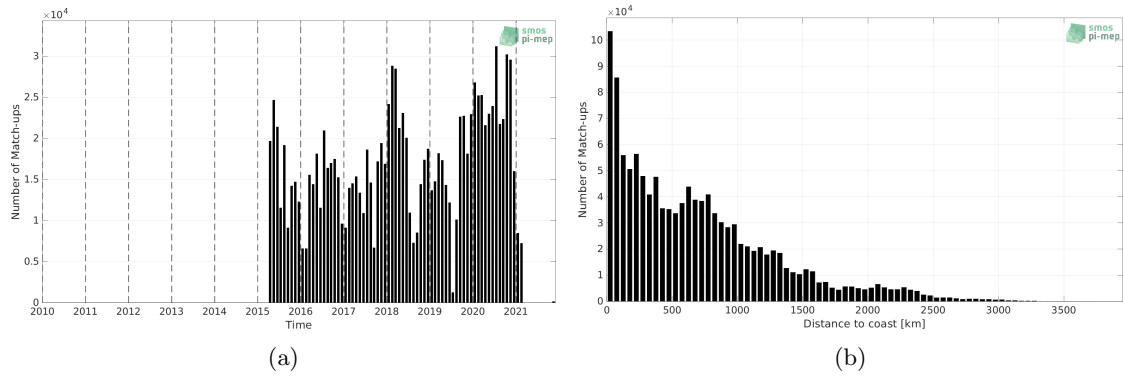 ×10^4
3
2.5
2
1.5
1
0.5
0
Number of Match-ups
2010 2011 2012 2013 2014 2015 2016 2017 2018 2019 2020 2021
Time
smos
pi-mep
(a)
×10^4
10
9
8
7
6
5
4
3
2
1
0
Number of Match-ups
0 500 1000 1500 2000 2500 3000 3500
Distance to coast [km]
smos
pi-mep
(b)